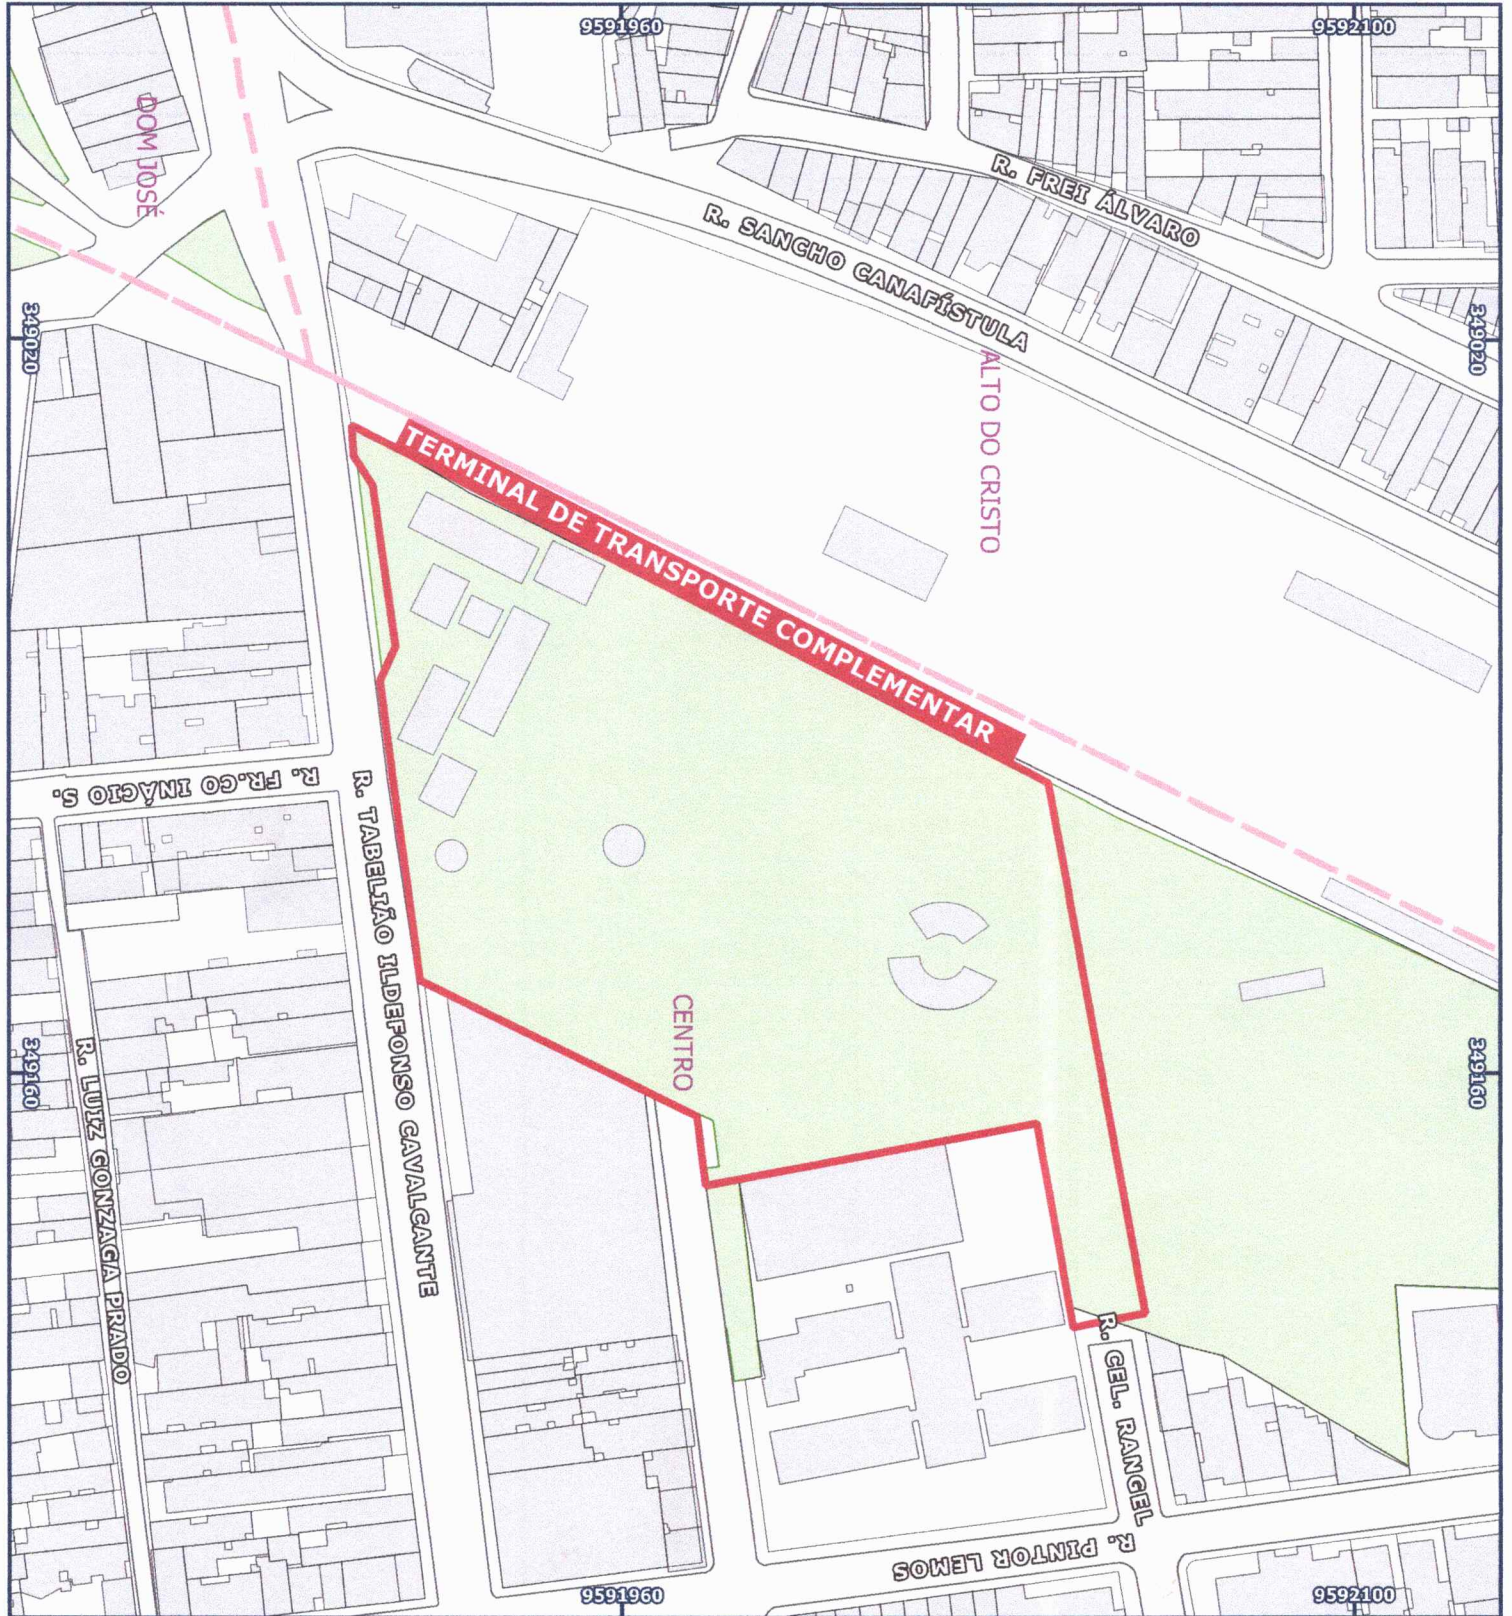 9591960
9592100
DOM JOSÉ
R. FREI ÁLVARO
R. SANCHO CANAFÍSTULA
349020
349020
ALTO DO CRISTO
TERMINAL DE TRANSPORTE COMPLEMENTAR
R. FR.CO INÁCIO S.
R. TABELIÃO ILDEFONSO CAVALCANTE
CENTRO
349160
349160
R. LUIZ GONZAGA PRADO
R. CEL. RANGEL
R. PINTOR LEMOS
9591960
9592100